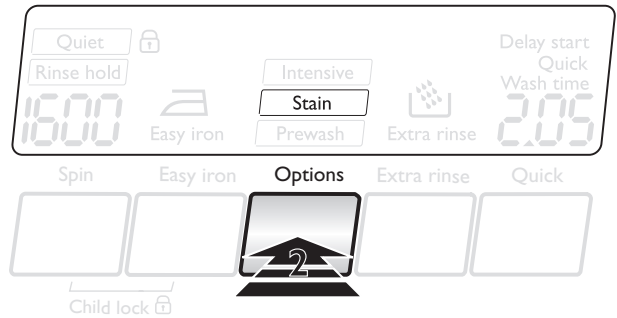 Quiet
Rinse hold
1600
Easy iron
Intensive
Stain
Prewash
Extra rinse
Delay start
Quick
Wash time
2.05
Spin Easy iron Options Extra rinse Quick
2
Child lock